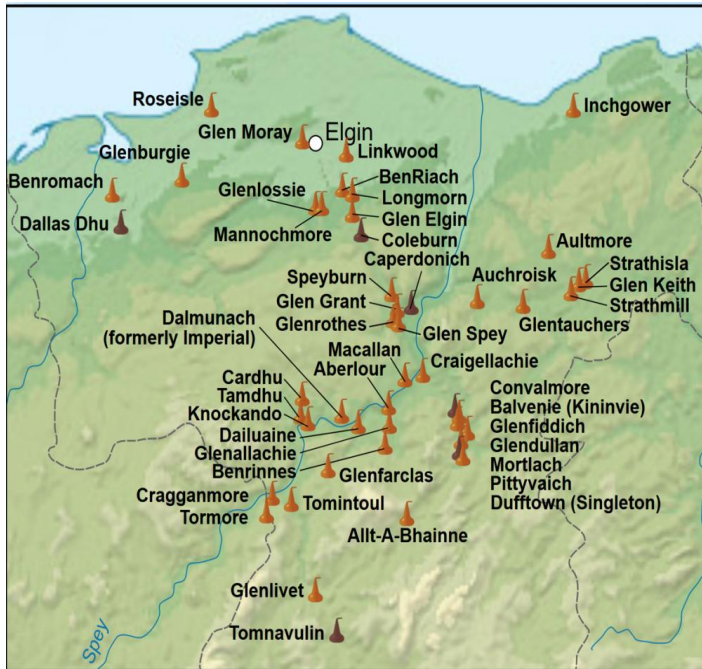 Roseisle
Inchgower
Glen Moray
Elgin
Linkwood
Glenburgie
BenRiach
Benromach
Glenlossie
Longmorn
Dallas Dhu
Glen Elgin
Mannochmore
Coleburn
Caperdonich
Aultmore
Strathisla
Speyburn
Auchroisk
Glen Keith
Glen Grant
Strathmill
Dalmunach
(formerly Imperial)
Glenrothes
Glen Spey
Glentauchers
Macallan
Craigellachie
Aberlour
Cardhu
Tamdhu
Knockando
Convalmore
Balvenie (Kininvie)
Glenfiddich
Glendullan
Mortlach
Pittyvaich
Dufftown (Singleton)
Dailuaine
Glenallachie
Benrinnes
Glenfarclas
Cragganmore
Tormore
Tomintoul
Allt-A-Bhainne
Glenlivet
Tomnavulin
Spey